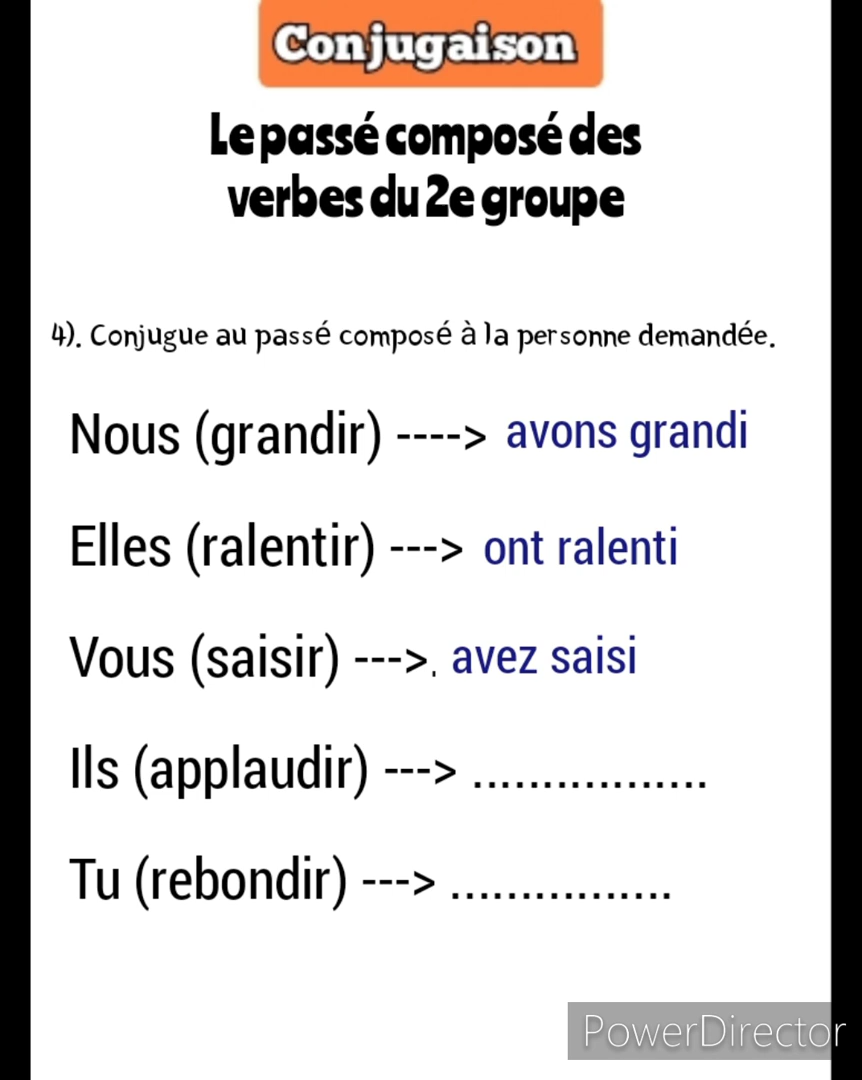 Conjugaison
Le passé composé des
verbes du 2e groupe
4). Conjugue au passé composé à la personne demandée.
Nous (grandir) ----> avons grandi
Elles (ralentir) ---> ont ralenti
Vous (saisir) --->. avez saisi
Ils (applaudir) ---> .................
Tu (rebondir) ---> ................
PowerDirector